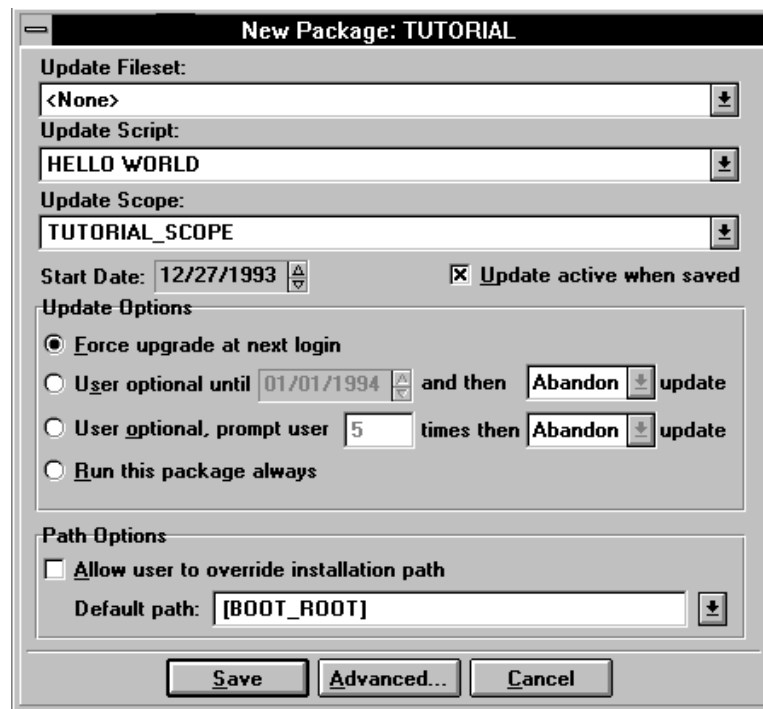 New Package: TUTORIAL
Update Fileset:
<None>
Update Script:
HELLO WORLD
Update Scope:
TUTORIAL_SCOPE
Start Date: 12/27/1993 Update active when saved
Update Options
Force upgrade at next login
User optional until 01/01/1994 and then Abandon update
User optional, prompt user 5 times then Abandon update
Run this package always
Path Options
Allow user to override installation path
Default path: [BOOT_ROOT]
Save Advanced... Cancel